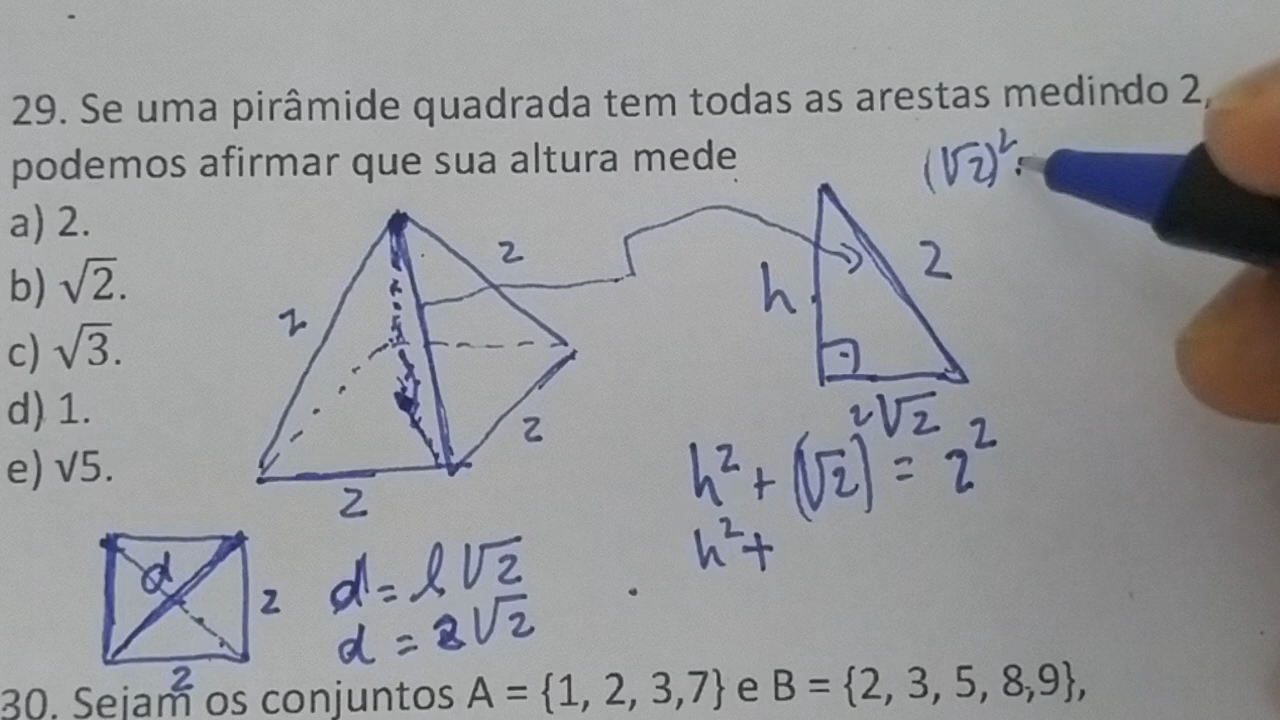 29. Se uma pirâmide quadrada tem todas as arestas medindo 2,
podemos afirmar que sua altura mede
(√2)²=
a) 2.
b) √2.
c) √3.
d) 1.
e) √5.
2
2
2
2
h
2
2√2
h² + (√2)² = 2²
h² +
d
2
2
d = l√2
d = 2√2
30. Sejam os conjuntos A = {1, 2, 3,7} e B = {2, 3, 5, 8,9},